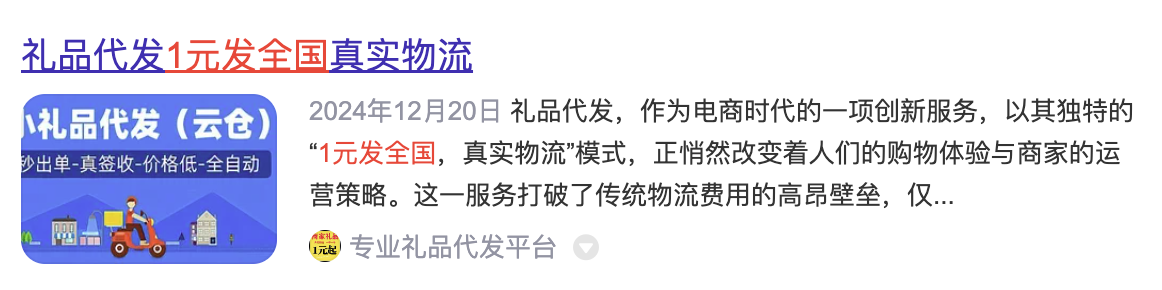 礼品代发1元发全国真实物流
小礼品代发（云仓）
秒出单-真签收-价格低-全自动
2024年12月20日 礼品代发，作为电商时代的一项创新服务，以其独特的
“1元发全国，真实物流”模式，正悄然改变着人们的购物体验与商家的运
营策略。这一服务打破了传统物流费用的高昂壁垒，仅...
1元起
专业礼品代发平台